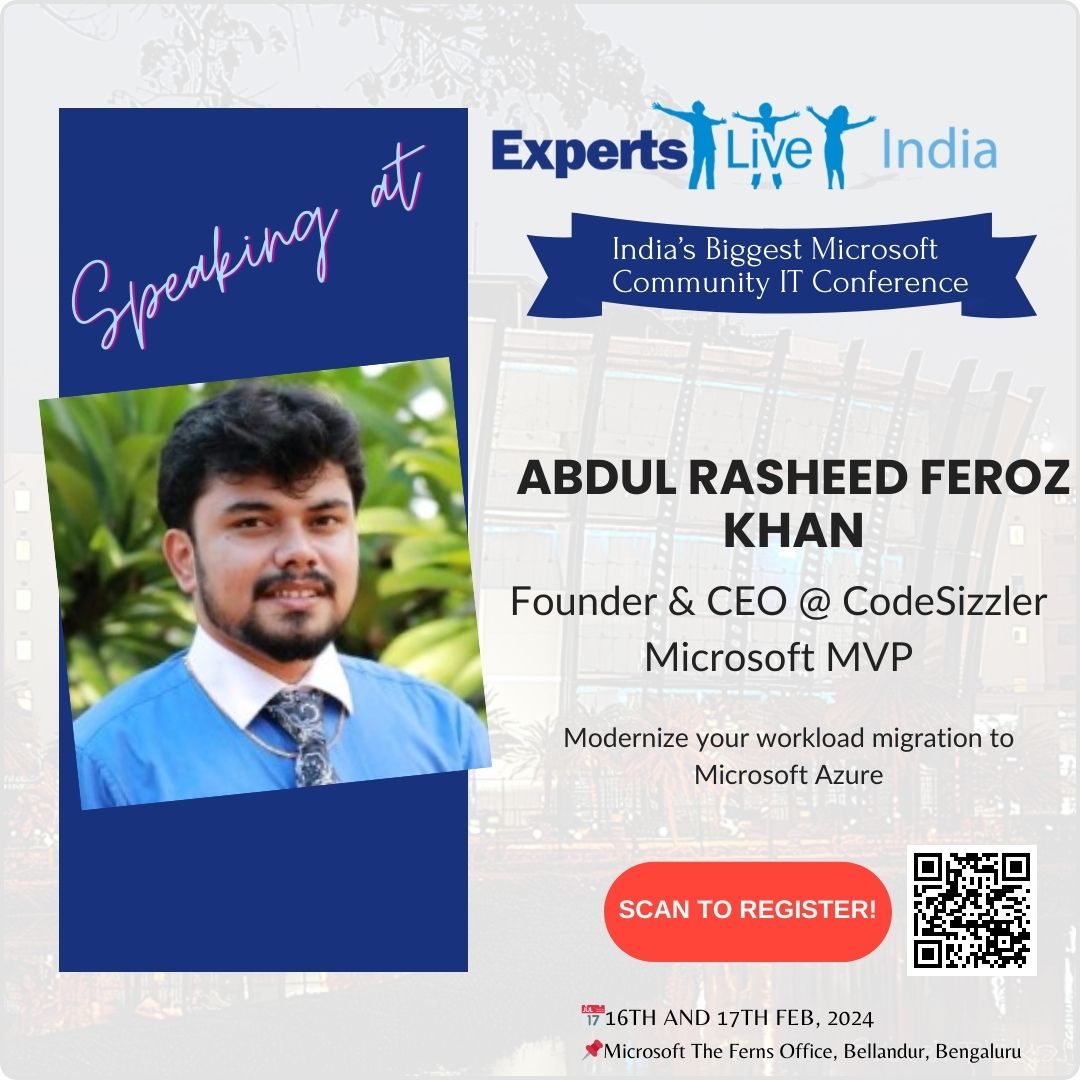 Speaking at
Experts Live India
India’s Biggest Microsoft
Community IT Conference
ABDUL RASHEED FEROZ
KHAN
Founder & CEO @ CodeSizzler
Microsoft MVP
Modernize your workload migration to
Microsoft Azure
SCAN TO REGISTER!
JUL
17
16TH AND 17TH FEB, 2024
Microsoft The Ferns Office, Bellandur, Bengaluru